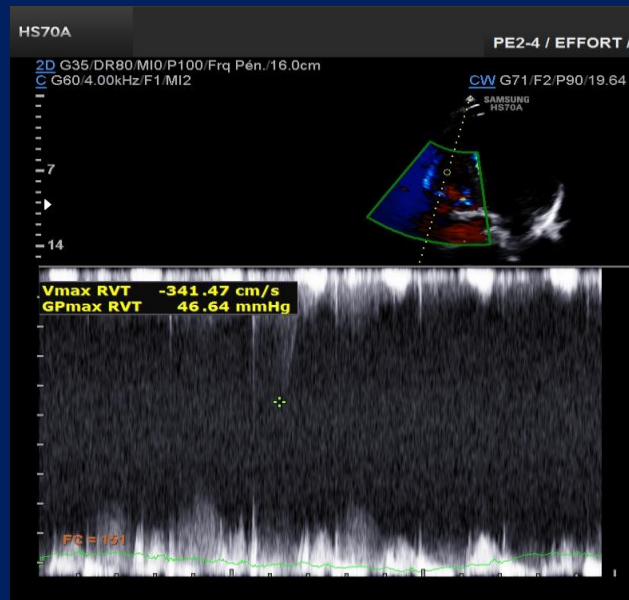 HS70A
PE2-4 / EFFORT /
2D G35/DR80/MI0/P100/Frq Pén./16.0cm
C G60/4.00kHz/F1/MI2
CW G71/F2/P90/19.64
SAMSUNG
HS70A
7
14
Vmax RVT -341.47 cm/s
GPmax RVT 46.64 mmHg
FC = 151